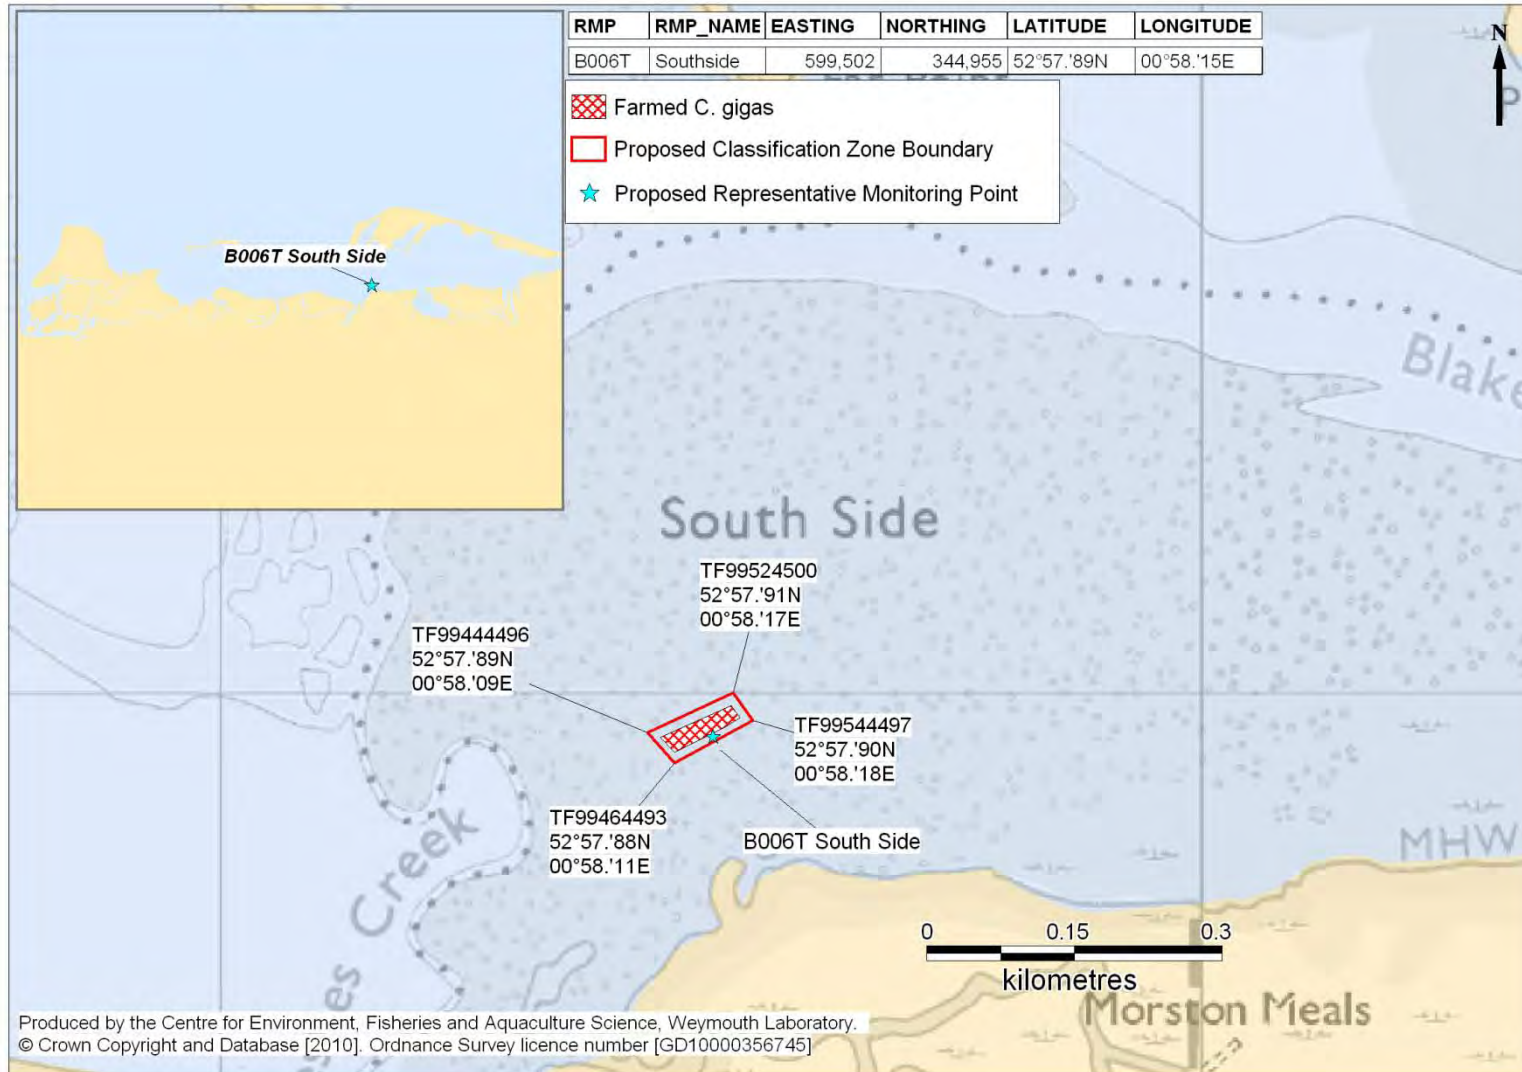 RMP RMP_NAME EASTING NORTHING LATITUDE LONGITUDE
B006T Southside 599,502 344,955 52°57.'89N 00°58.'15E
N
Farmed C. gigas
Proposed Classification Zone Boundary
Proposed Representative Monitoring Point
B006T South Side
Blake
South Side
TF99524500
52°57.'91N
00°58.'17E
TF99444496
52°57.'89N
00°58.'09E
TF99544497
52°57.'90N
00°58.'18E
TF99464493
52°57.'88N
00°58.'11E
B006T South Side
MHW
es Creek
0 0.15 0.3
kilometres
Morston Meals
Produced by the Centre for Environment, Fisheries and Aquaculture Science, Weymouth Laboratory.
© Crown Copyright and Database [2010]. Ordnance Survey licence number [GD10000356745]